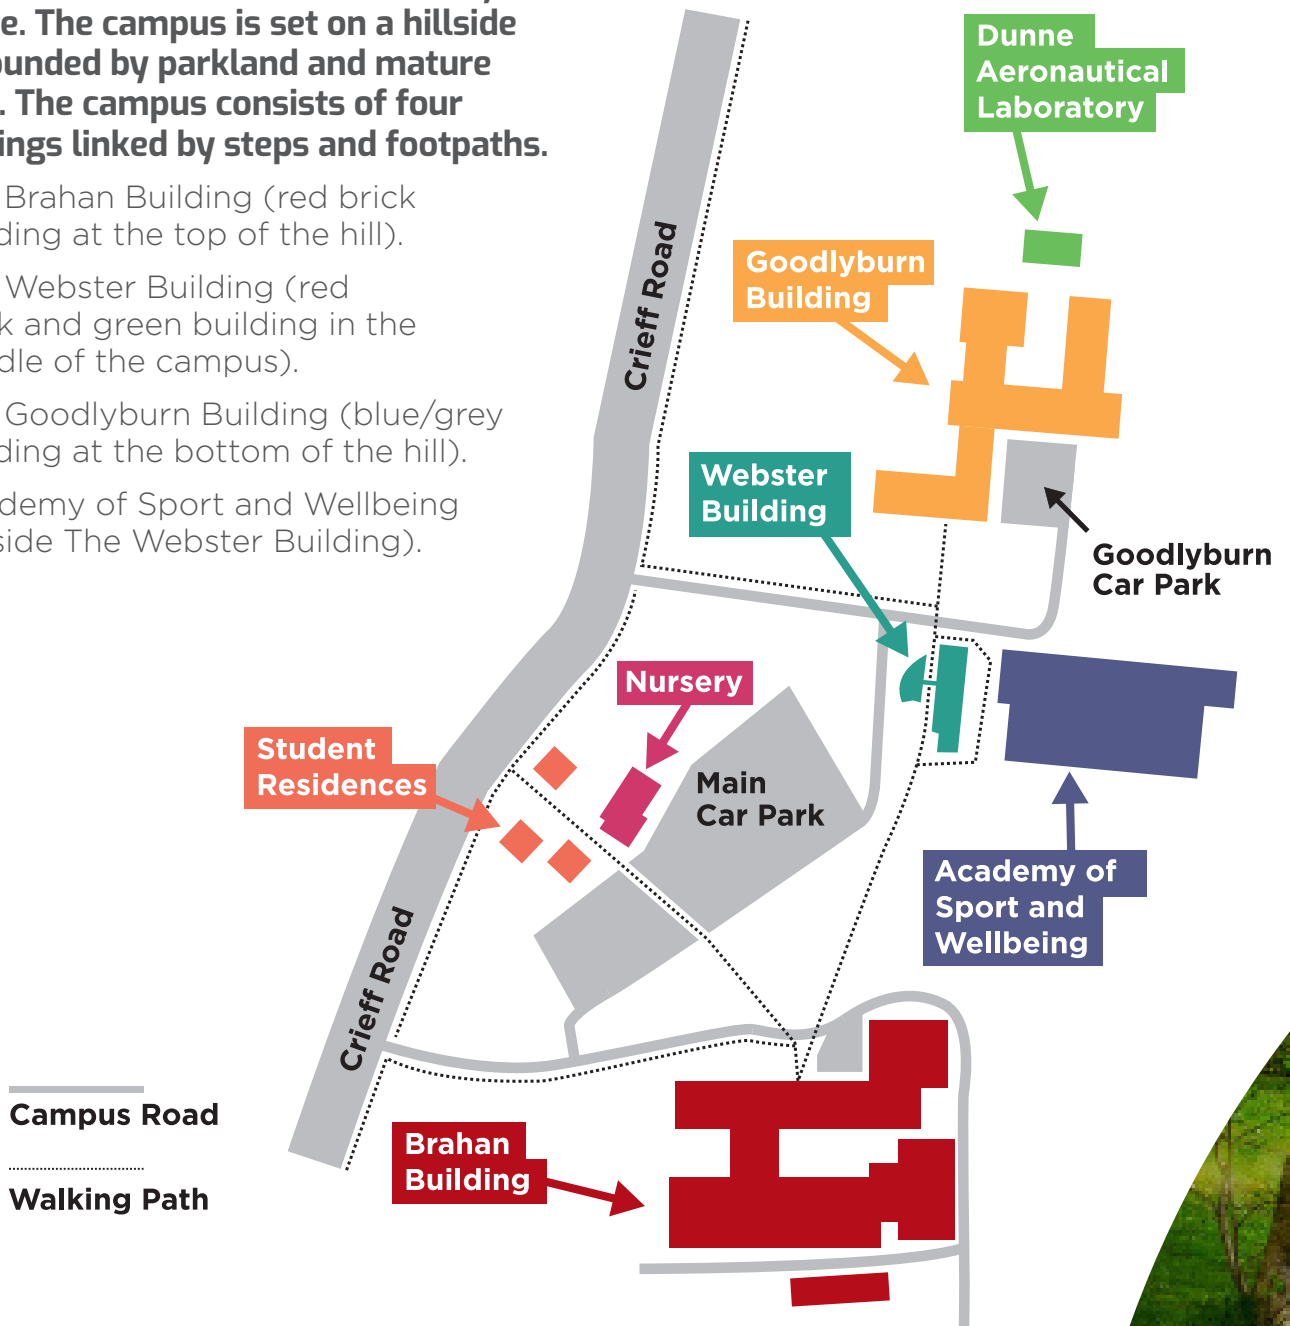 e. The campus is set on a hillside
ounded by parkland and mature
. The campus consists of four
ings linked by steps and footpaths.
Brahan Building (red brick
ding at the top of the hill).
Webster Building (red
k and green building in the
dle of the campus).
Goodlyburn Building (blue/grey
ding at the bottom of the hill).
demy of Sport and Wellbeing
side The Webster Building).
Dunne
Aeronautical
Laboratory
Goodlyburn
Building
Crieff Road
Webster
Building
Goodlyburn
Car Park
Nursery
Student
Residences
Main
Car Park
Academy of
Sport and
Wellbeing
Crieff Road
Campus Road
Walking Path
Brahan
Building